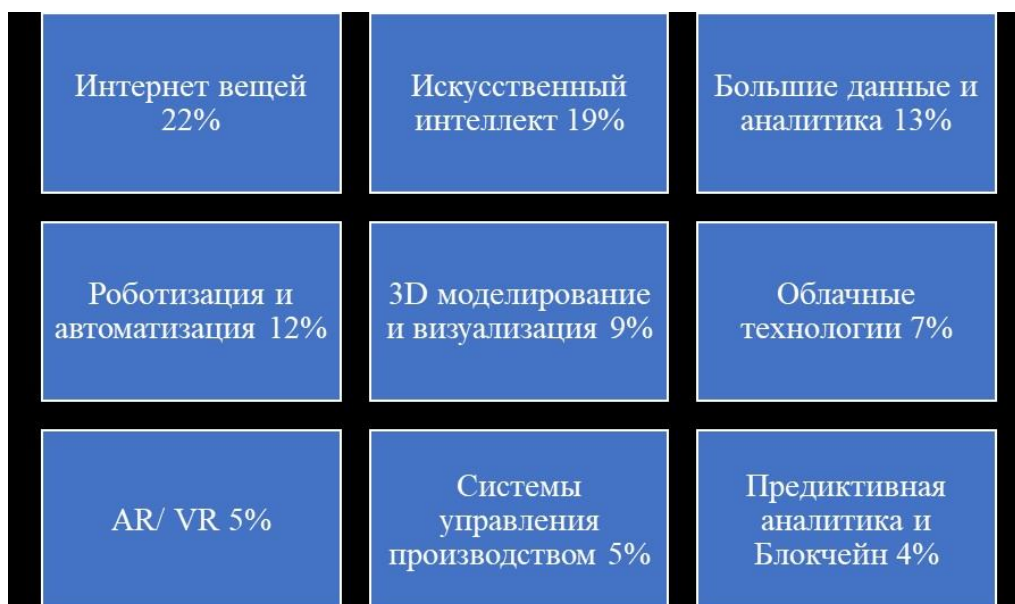 Интернет вещей
22%
Искусственный
интеллект 19%
Большие данные и
аналитика 13%
Роботизация и
автоматизация 12%
3D моделирование
и визуализация 9%
Облачные
технологии 7%
AR/ VR 5%
Системы
управления
производством 5%
Предиктивная
аналитика и
Блокчейн 4%